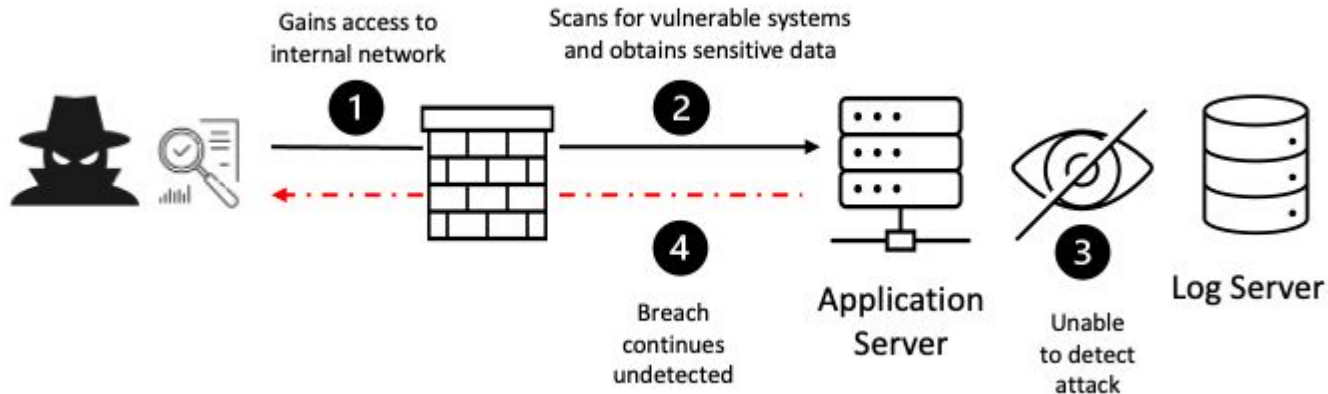 Gains access to
internal network
1
Scans for vulnerable systems
and obtains sensitive data
2
3
Unable
to detect
attack
4
Breach
continues
undetected
Application
Server
Log Server